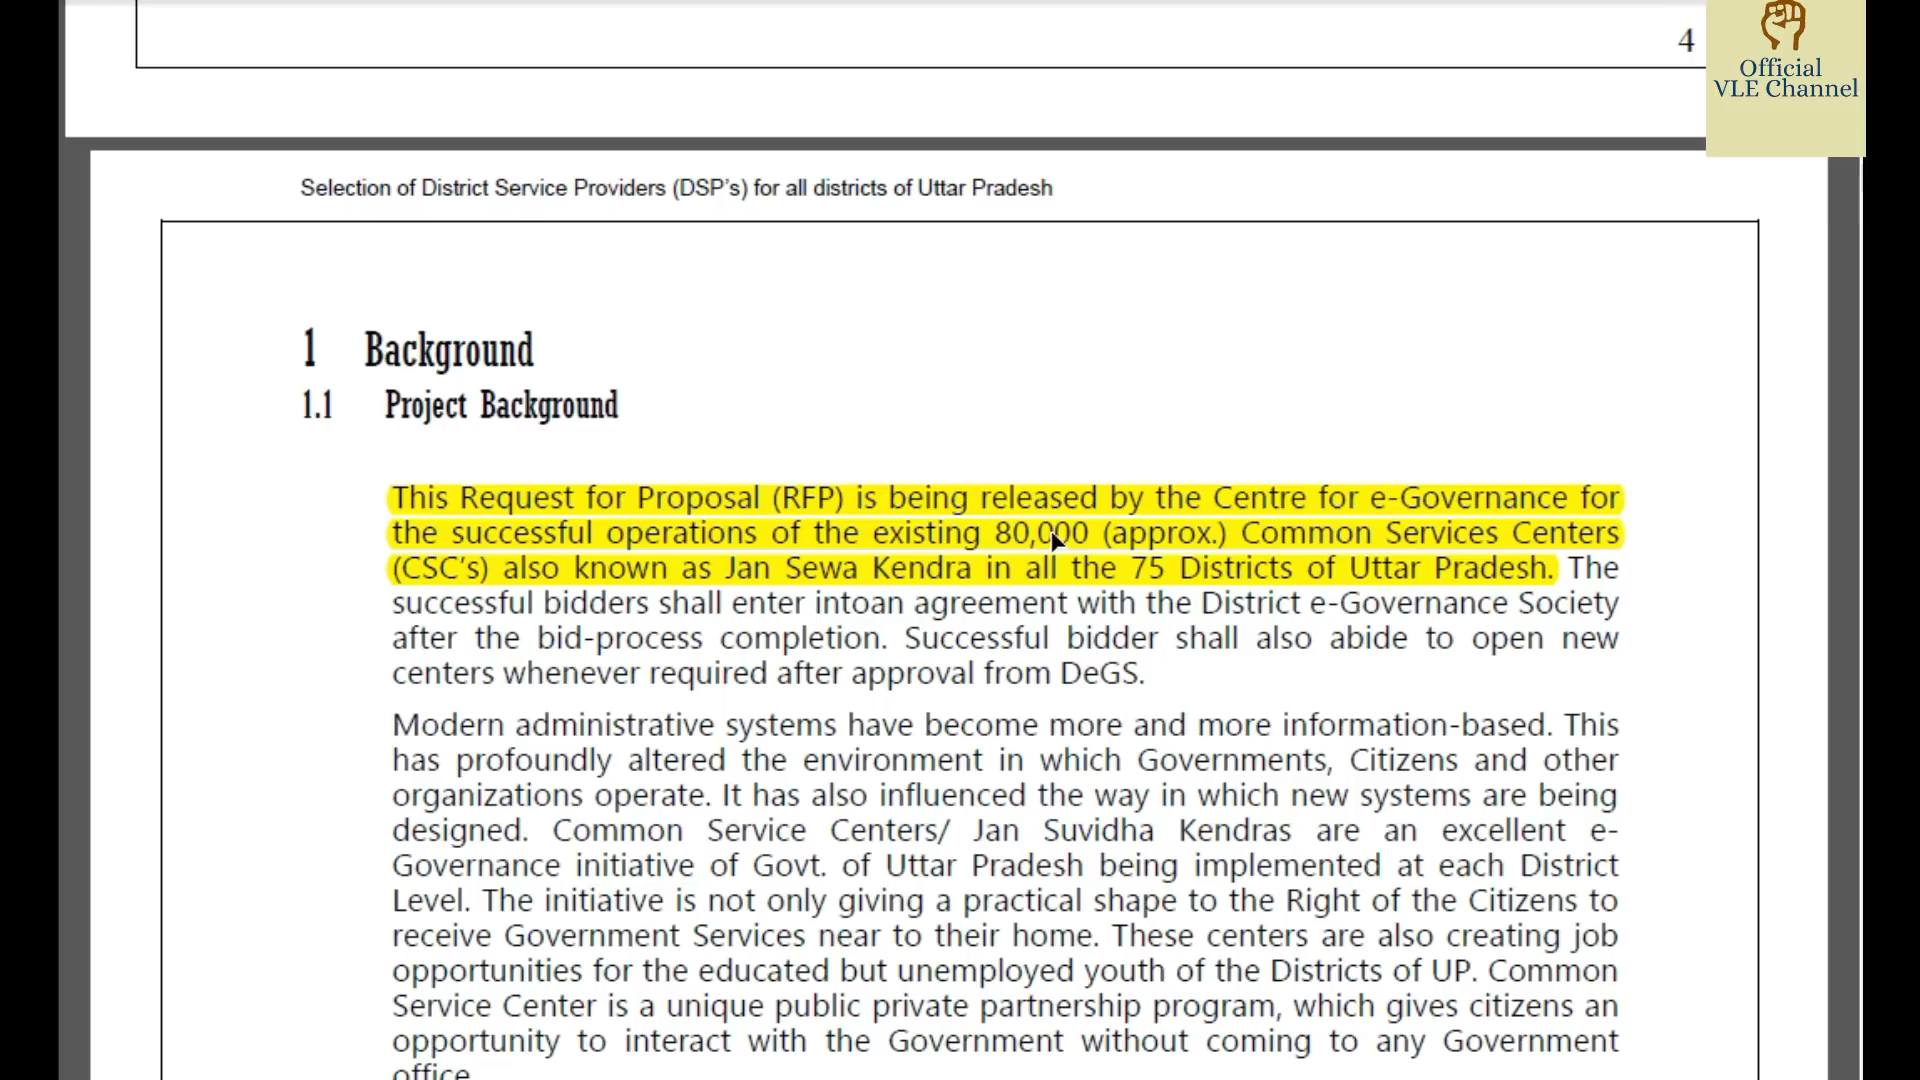 4
Official
VLE Channel
Selection of District Service Providers (DSP's) for all districts of Uttar Pradesh
1 Background
1.1 Project Background
This Request for Proposal (RFP) is being released by the Centre for e-Governance for
the successful operations of the existing 80,000 (approx.) Common Services Centers
(CSC's) also known as Jan Sewa Kendra in all the 75 Districts of Uttar Pradesh. The
successful bidders shall enter intoan agreement with the District e-Governance Society
after the bid-process completion. Successful bidder shall also abide to open new
centers whenever required after approval from DeGS.
Modern administrative systems have become more and more information-based. This
has profoundly altered the environment in which Governments, Citizens and other
organizations operate. It has also influenced the way in which new systems are being
designed. Common Service Centers/ Jan Suvidha Kendras are an excellent e-
Governance initiative of Govt. of Uttar Pradesh being implemented at each District
Level. The initiative is not only giving a practical shape to the Right of the Citizens to
receive Government Services near to their home. These centers are also creating job
opportunities for the educated but unemployed youth of the Districts of UP. Common
Service Center is a unique public private partnership program, which gives citizens an
opportunity to interact with the Government without coming to any Government
office.